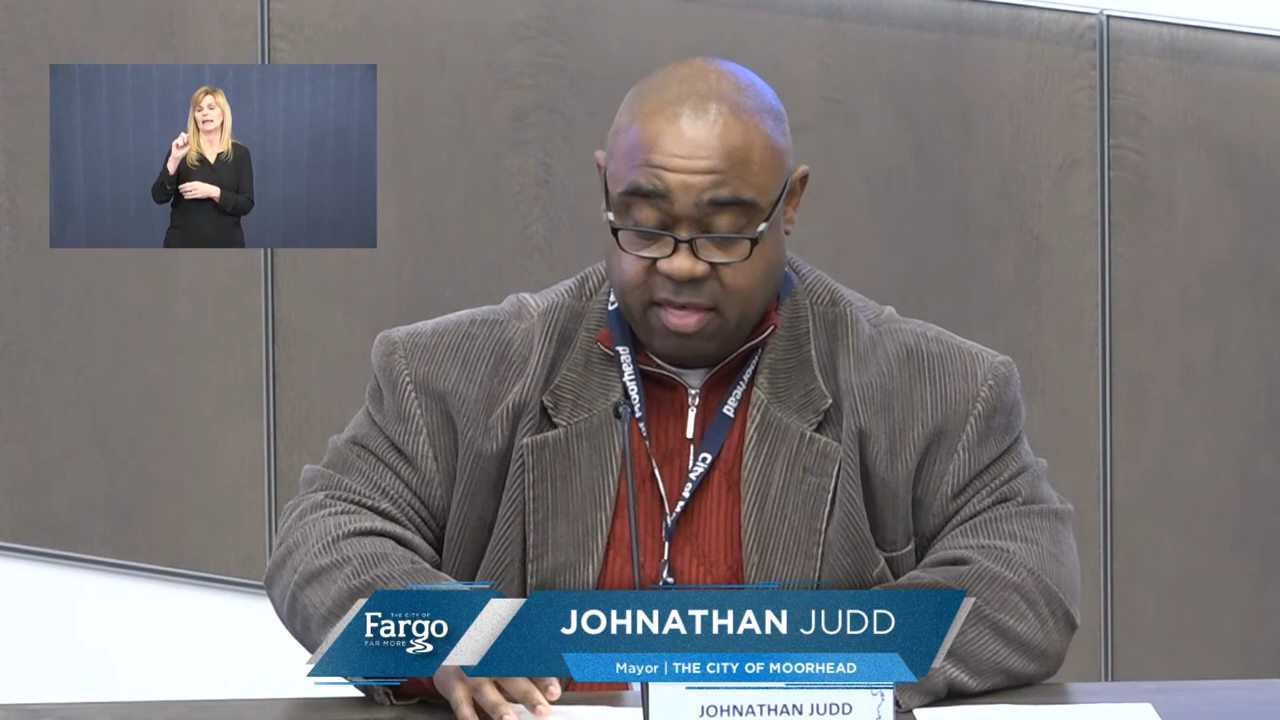 Moorhead
Moorhead
City of M
THE CITY OF
Fargo
FAR MORE
JOHNATHAN JUDD
Mayor | THE CITY OF MOORHEAD
JOHNATHAN JUDD